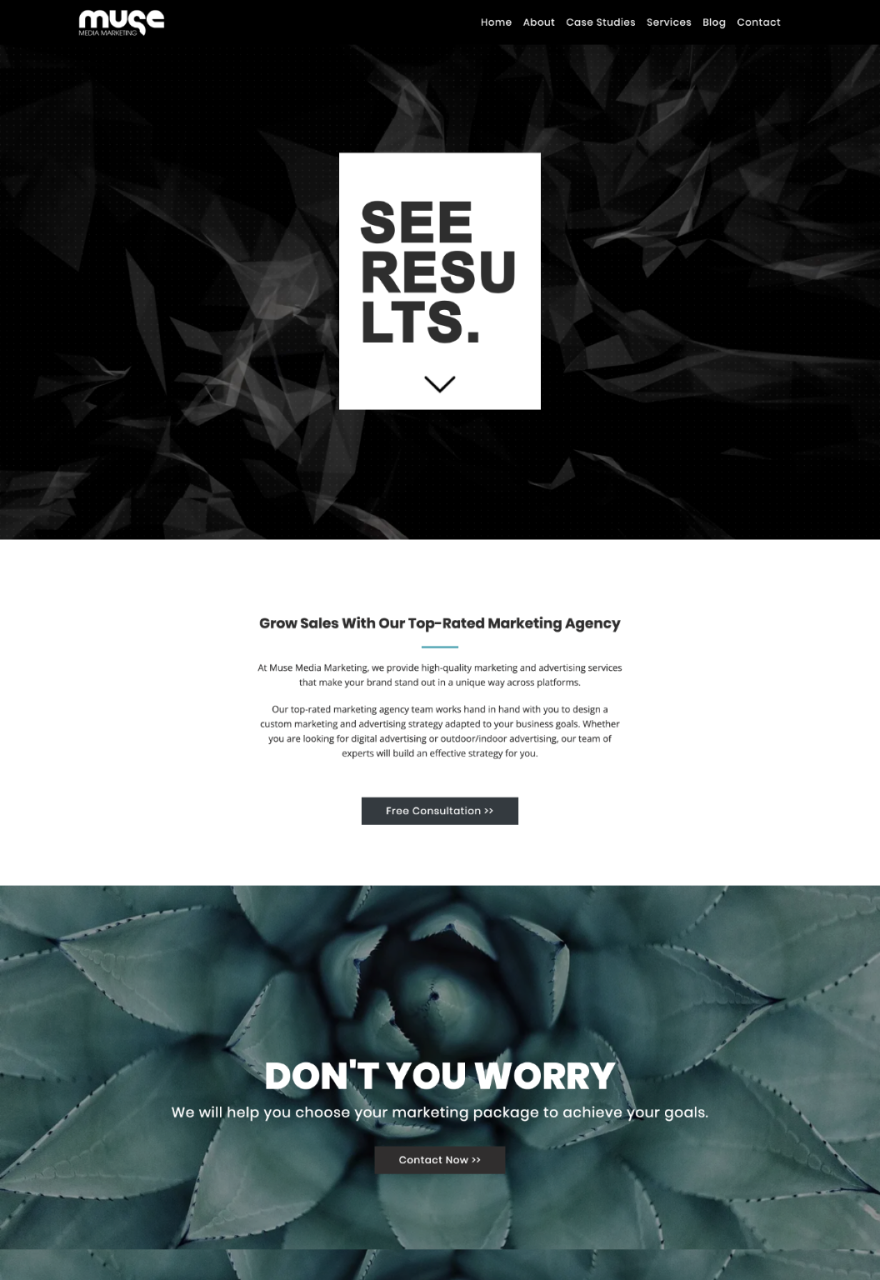 muse
MEDIA MARKETING
Home About Case Studies Services Blog Contact
SEE
RESU
LTS.
Grow Sales With Our Top-Rated Marketing Agency
At Muse Media Marketing, we provide high-quality marketing and advertising services
that make your brand stand out in a unique way across platforms.
Our top-rated marketing agency team works hand in hand with you to design a
custom marketing and advertising strategy adapted to your business goals. Whether
you are looking for digital advertising or outdoor/indoor advertising, our team of
experts will build an effective strategy for you.
Free Consultation >>
DON'T YOU WORRY
We will help you choose your marketing package to achieve your goals.
Contact Now >>